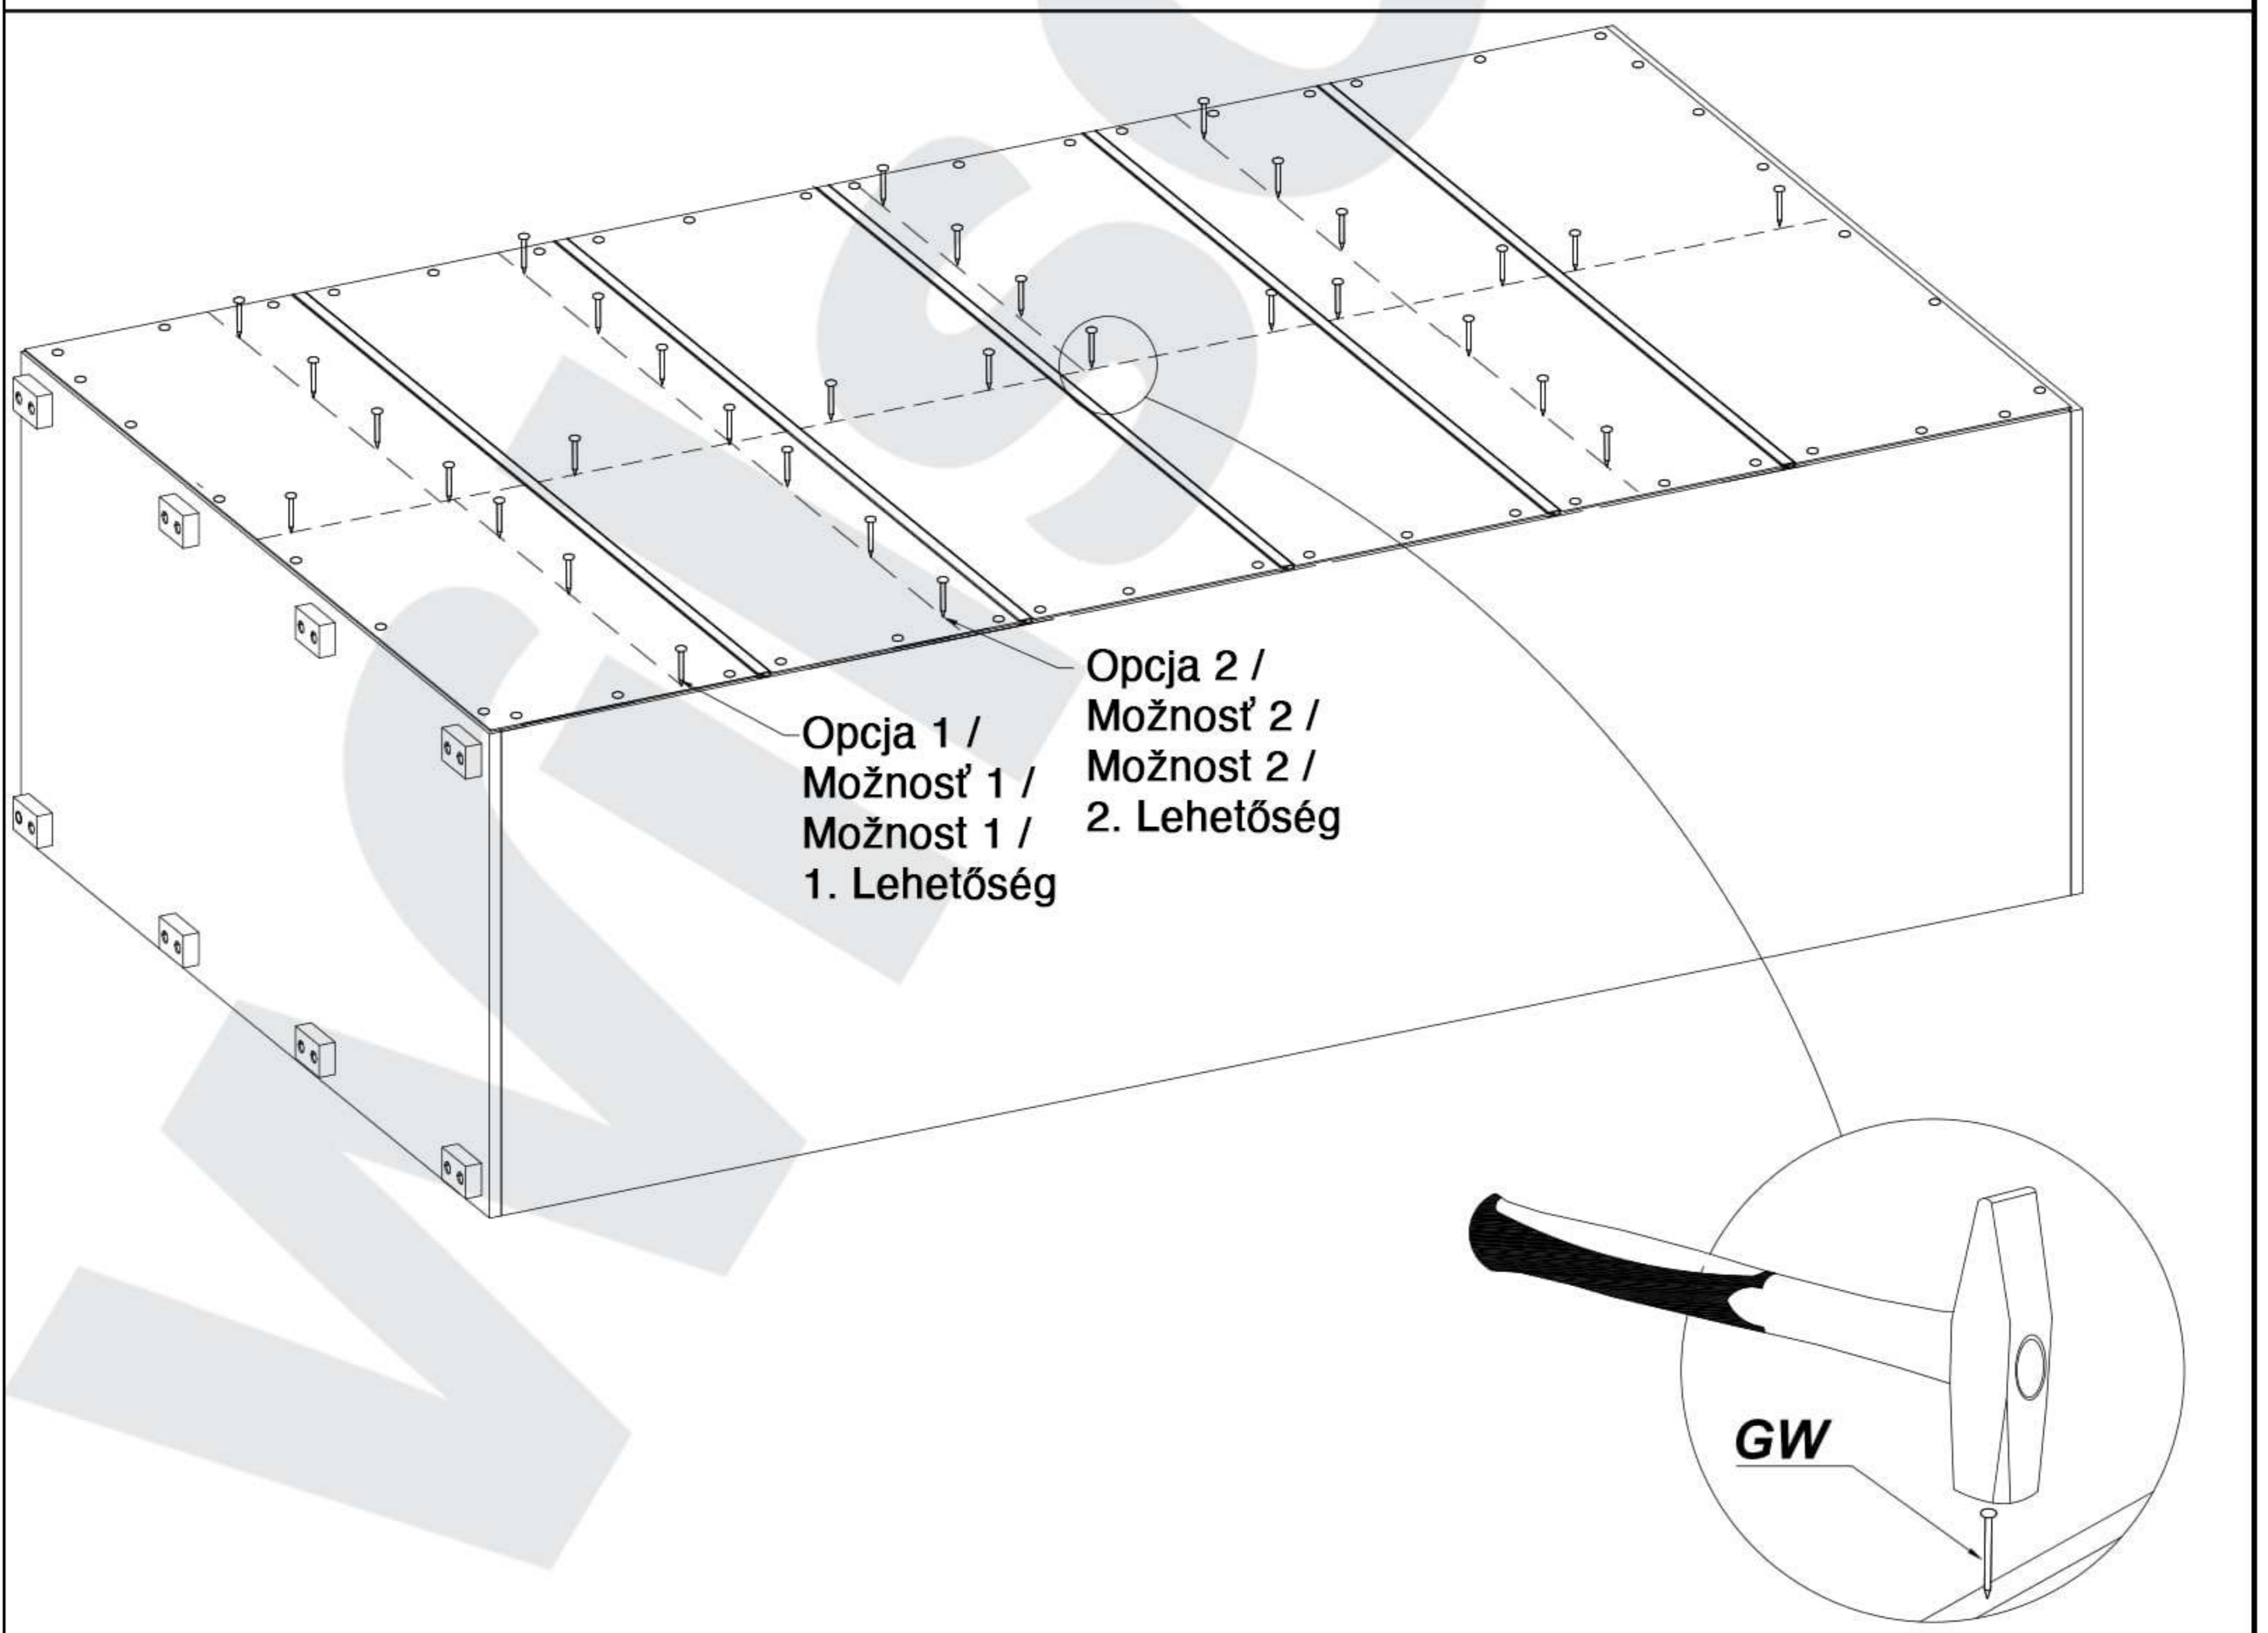 Opcja 1 /
Možnosť 1 /
Možnost 1 /
1. Lehetőség
Opcja 2 /
Možnosť 2 /
Možnost 2 /
2. Lehetőség
GW